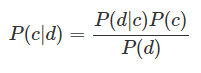 P(c|d) = P(d|c)P(c) / P(d)